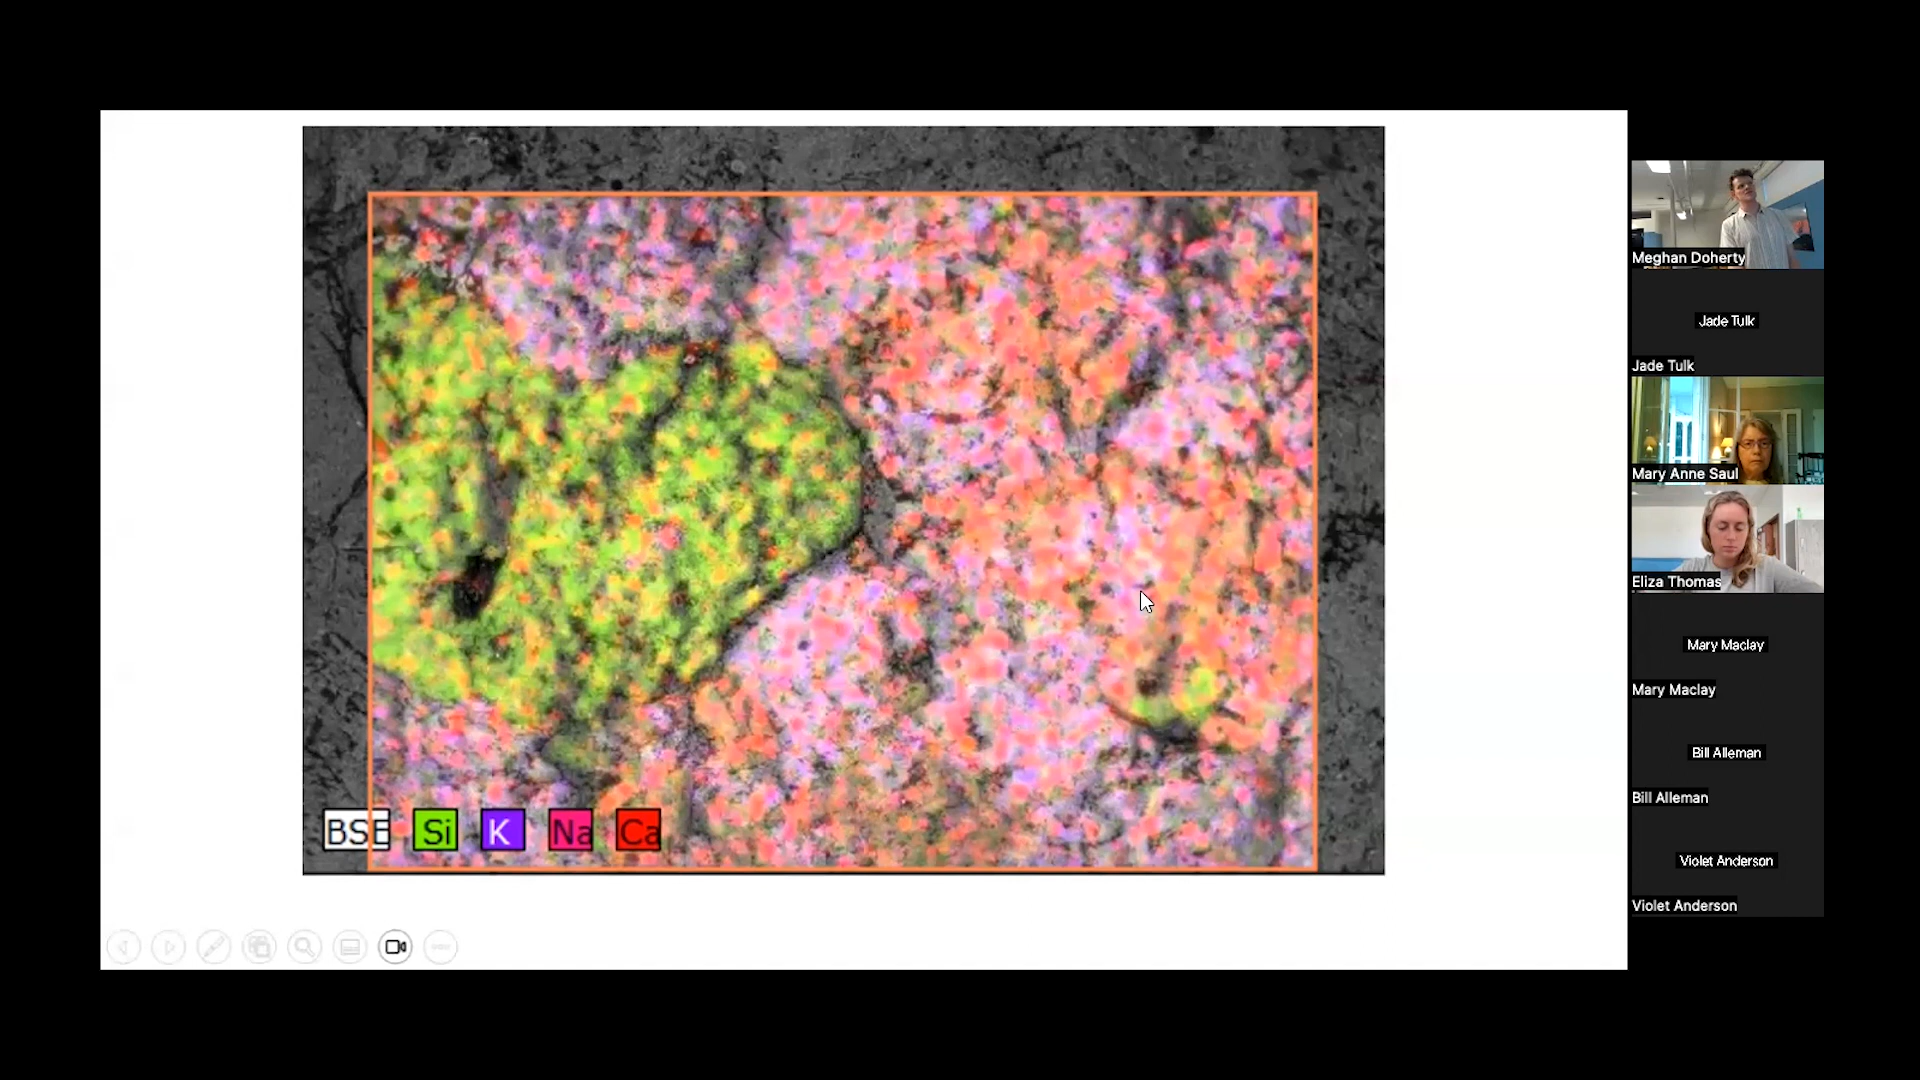 BSE Si K Na Ca
Meghan Doherty
Jade Tulk
Jade Tulk
Mary Anne Saul
Eliza Thomas
Mary Maclay
Mary Maclay
Bill Alleman
Bill Alleman
Violet Anderson
Violet Anderson